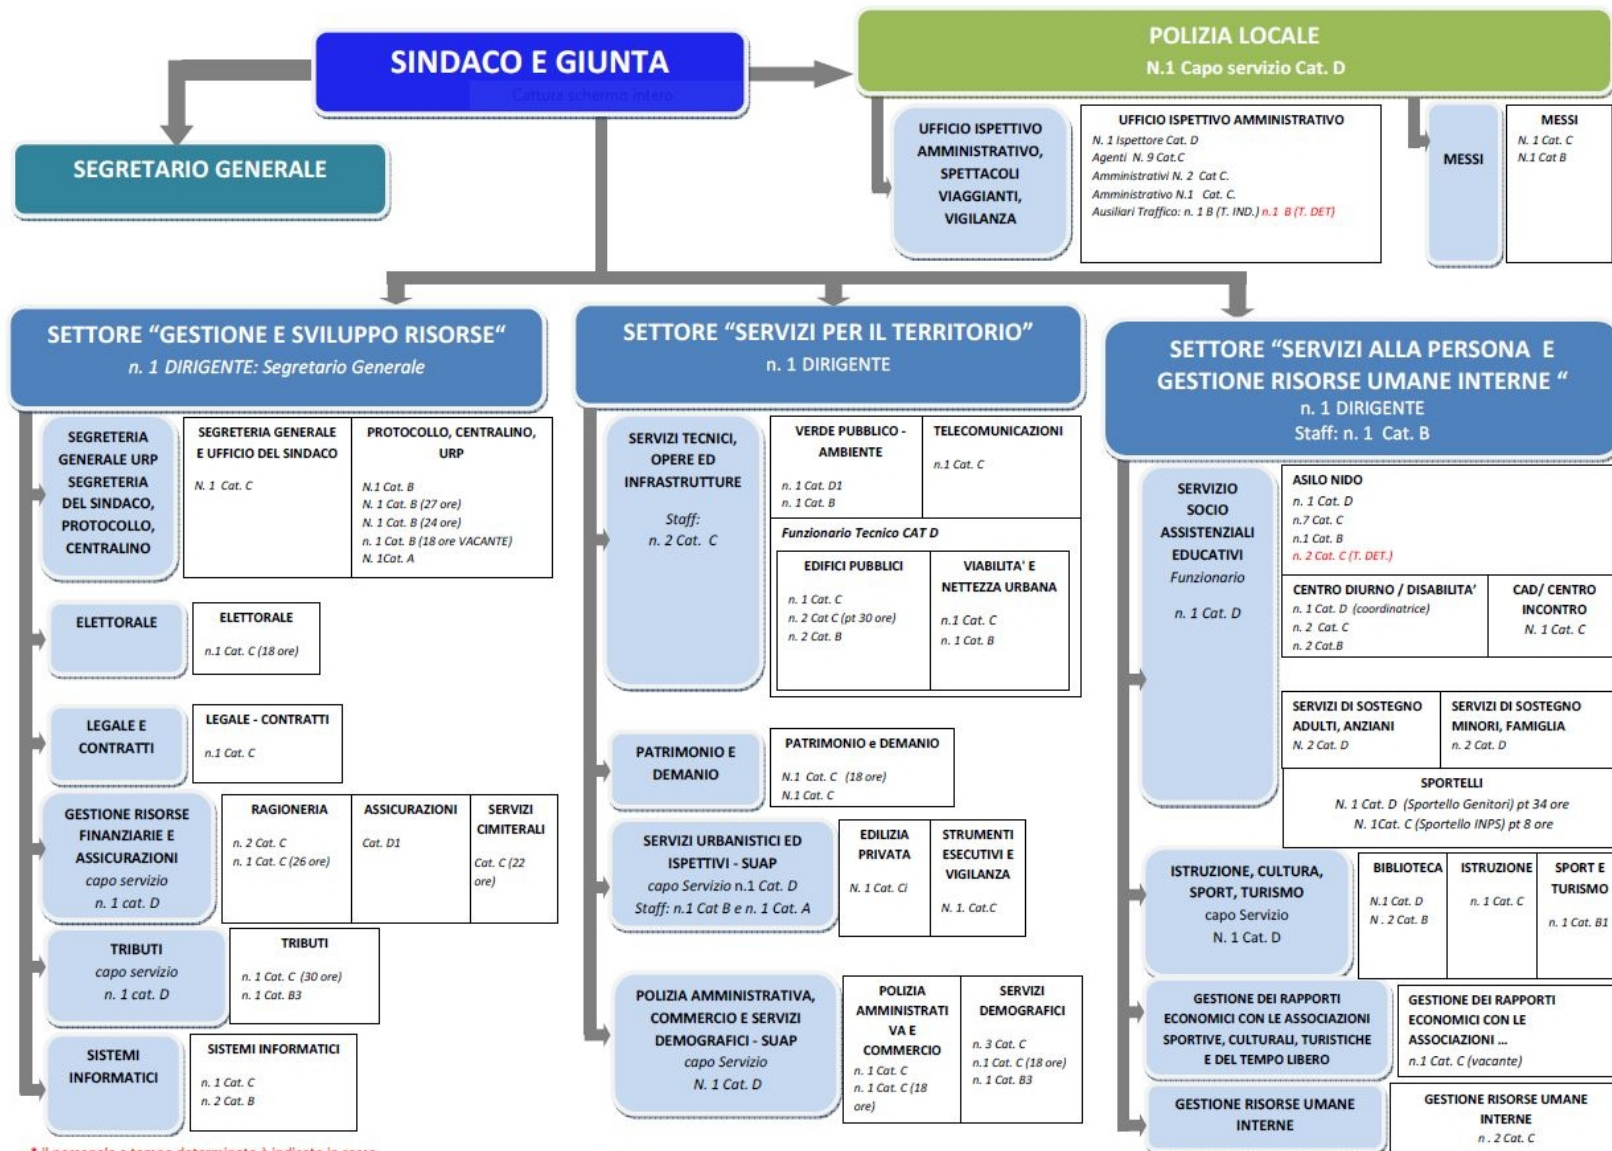 SINDACO E GIUNTA
Cattura schermo intero
SEGRETARIO GENERALE
POLIZIA LOCALE
N.1 Capo servizio Cat. D
UFFICIO ISPETTIVO
AMMINISTRATIVO,
SPETTACOLI
VIAGGIANTI,
VIGILANZA
UFFICIO ISPETTIVO AMMINISTRATIVO
N. 1 Ispettore Cat. D
Agenti N. 9 Cat.C
Amministrativi N. 2 Cat C.
Amministrativo N.1 Cat. C.
Ausiliari Traffico: n. 1 B (T. IND.) n.1 B (T. DET)
MESSI
MESSI
N. 1 Cat. C
N.1 Cat B
SETTORE “GESTIONE E SVILUPPO RISORSE“
n. 1 DIRIGENTE: Segretario Generale
SEGRETERIA
GENERALE URP
SEGRETERIA
DEL SINDACO,
PROTOCOLLO,
CENTRALINO
SEGRETERIA GENERALE
E UFFICIO DEL SINDACO
N. 1 Cat. C
PROTOCOLLO, CENTRALINO,
URP
N.1 Cat. B
N. 1 Cat. B (27 ore)
N. 1 Cat. B (24 ore)
n. 1 Cat. B (18 ore VACANTE)
N. 1Cat. A
ELETTORALE
ELETTORALE
n.1 Cat. C (18 ore)
LEGALE E
CONTRATTI
LEGALE - CONTRATTI
n.1 Cat. C
GESTIONE RISORSE
FINANZIARIE E
ASSICURAZIONI
capo servizio
n. 1 cat. D
RAGIONERIA
n. 2 Cat. C
n. 1 Cat. C (26 ore)
ASSICURAZIONI
Cat. D1
SERVIZI
CIMITERALI
Cat. C (22
ore)
TRIBUTI
capo servizio
n. 1 cat. D
TRIBUTI
n. 1 Cat. C (30 ore)
n. 1 Cat. B3
SISTEMI
INFORMATICI
SISTEMI INFORMATICI
n. 1 Cat. C
n. 2 Cat. B
* Il personale a tempo determinato è indicato in rosso
SETTORE “SERVIZI PER IL TERRITORIO”
n. 1 DIRIGENTE
SERVIZI TECNICI,
OPERE ED
INFRASTRUTTURE
Staff:
n. 2 Cat. C
VERDE PUBBLICO -
AMBIENTE
n. 1 Cat. D1
n. 1 Cat. B
TELECOMUNICAZIONI
n.1 Cat. C
Funzionario Tecnico CAT D
EDIFICI PUBBLICI
n. 1 Cat. C
n. 2 Cat C (pt 30 ore)
n. 2 Cat. B
VIABILITA' E
NETTEZZA URBANA
n.1 Cat. C
n. 1 Cat. B
PATRIMONIO E
DEMANIO
PATRIMONIO e DEMANIO
N.1 Cat. C (18 ore)
N.1 Cat. C
SERVIZI URBANISTICI ED
ISPETTIVI - SUAP
capo Servizio n.1 Cat. D
Staff: n.1 Cat B e n. 1 Cat. A
EDILIZIA
PRIVATA
N. 1 Cat. Ci
STRUMENTI
ESECUTIVI E
VIGILANZA
N. 1. Cat.C
POLIZIA AMMINISTRATIVA,
COMMERCIO E SERVIZI
DEMOGRAFICI - SUAP
capo Servizio
N. 1 Cat. D
POLIZIA
AMMINISTRATI
VA E
COMMERCIO
n. 1 Cat. C
n. 1 Cat. C (18
ore)
SERVIZI
DEMOGRAFICI
n. 3 Cat. C
n.1 Cat. C (18 ore)
n. 1 Cat. B3
SETTORE “SERVIZI ALLA PERSONA E
GESTIONE RISORSE UMANE INTERNE “
n. 1 DIRIGENTE
Staff: n. 1 Cat. B
SERVIZIO
SOCIO
ASSISTENZIALI
EDUCATIVI
Funzionario
n. 1 Cat. D
ASILO NIDO
n. 1 Cat. D
n.7 Cat. C
n.1 Cat. B
n. 2 Cat. C (T. DET.)
CENTRO DIURNO / DISABILITA’
n. 1 Cat. D (coordinatrice)
n. 2 Cat. C
n. 2 Cat.B
CAD/ CENTRO
INCONTRO
N. 1 Cat. C
SERVIZI DI SOSTEGNO
ADULTI, ANZIANI
N. 2 Cat. D
SERVIZI DI SOSTEGNO
MINORI, FAMIGLIA
n. 2 Cat. D
SPORTELLI
N. 1 Cat. D (Sportello Genitori) pt 34 ore
N. 1Cat. C (Sportello INPS) pt 8 ore
ISTRUZIONE, CULTURA,
SPORT, TURISMO
capo Servizio
N. 1 Cat. D
BIBLIOTECA
N.1 Cat. D
N . 2 Cat. B
ISTRUZIONE
n. 1 Cat. C
SPORT E
TURISMO
n. 1 Cat. B1
GESTIONE DEI RAPPORTI
ECONOMICI CON LE ASSOCIAZIONI
SPORTIVE, CULTURALI, TURISTICHE
E DEL TEMPO LIBERO
GESTIONE DEI RAPPORTI
ECONOMICI CON LE
ASSOCIAZIONI ...
n.1 Cat. C (vacante)
GESTIONE RISORSE UMANE
INTERNE
GESTIONE RISORSE UMANE
INTERNE
n . 2 Cat. C